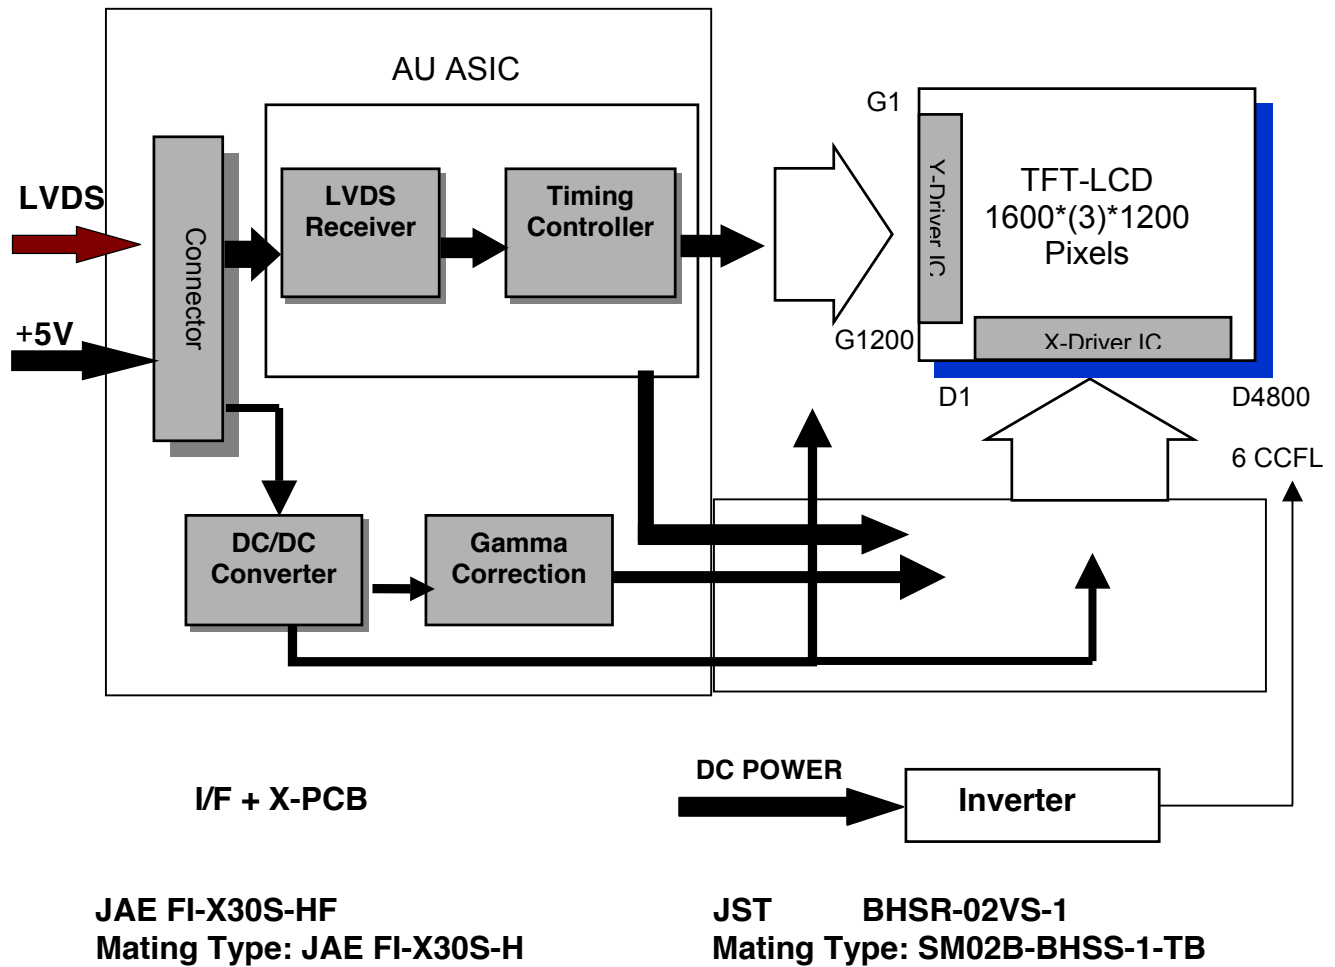 AU ASIC
G1
LVDS
LVDS
Receiver
Timing
Controller
Connector
+5V
Y-Driver IC
TFT-LCD
1600*(3)*1200
Pixels
G1200
X-Driver IC
D1
D4800
6 CCFL
DC/DC
Converter
Gamma
Correction
DC POWER
I/F + X-PCB
Inverter
JAE FI-X30S-HF
Mating Type: JAE FI-X30S-H
JST BHSR-02VS-1
Mating Type: SM02B-BHSS-1-TB